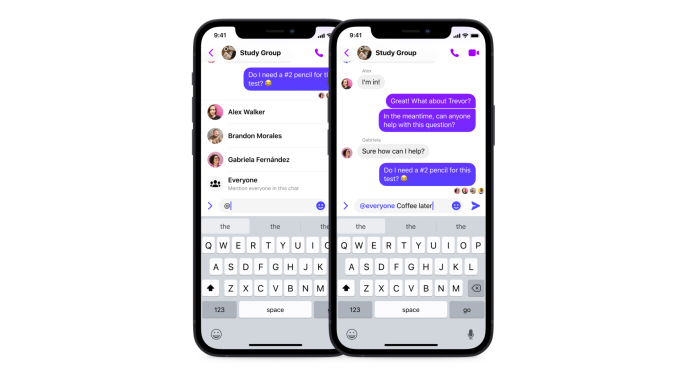 9:41
Study Group
Do I need a #2 pencil for th
test? 😂
Alex Walker
Brandon Morales
Gabriela Fernández
Everyone
Mention everyone in this chat
@
the the
Q W E R T Y U I O
A S D F G H J K
Z X C V B N M
123 space
9:41
Study Group
Alex
I'm in!
Great! What about Trevor?
In the meantime, can anyone
help with this question?
Gabriela
Sure how can I help?
Do I need a #2 pencil for this
test? 😂
@everyone Coffee later
the the the
Q W E R T Y U I O P
A S D F G H J K L
Z X C V B N M
123 space go